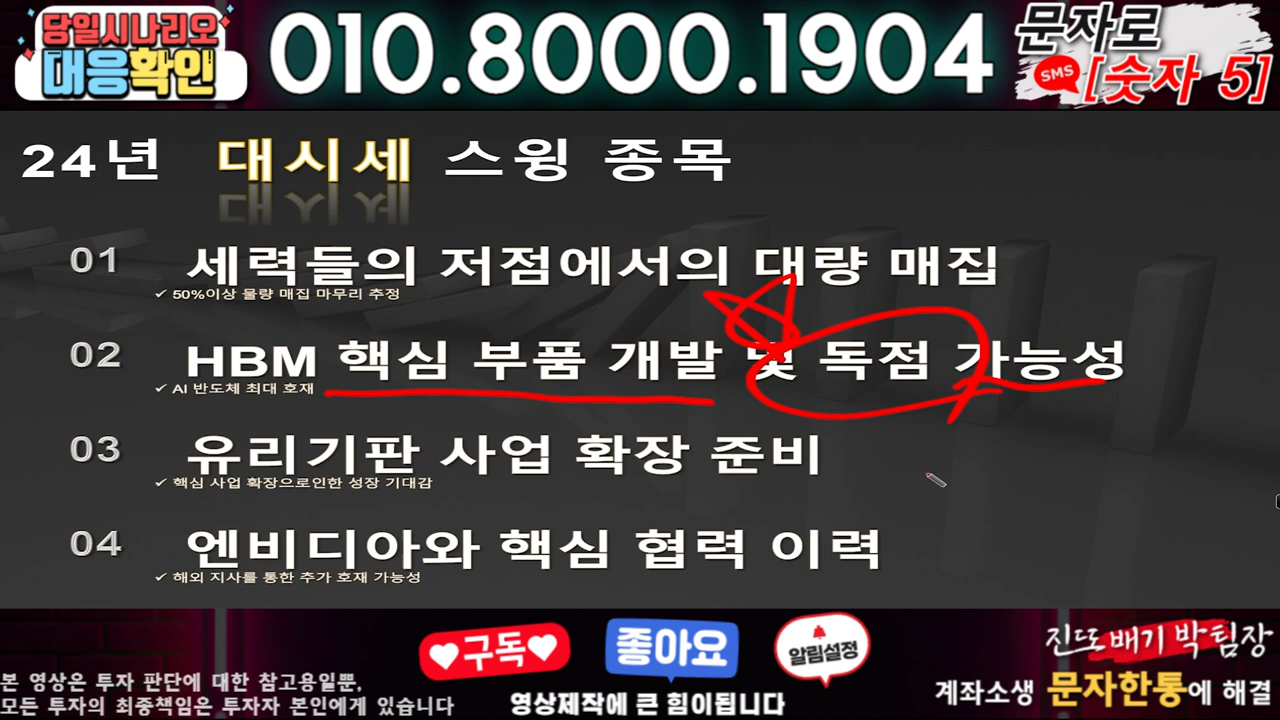 당일시나리오
대응확인
010.8000.1904
문자로
SMS
[숫자 5]
24년 대시세 스윙 종목
01 세력들의 저점에서의 대량 매집
✓ 50%이상 물량 매집 마무리 추정
02 HBM 핵심 부품 개발 및 독점 가능성
✓ AI 반도체 최대 호재
03 유리기판 사업 확장 준비
✓ 핵심 사업 확장으로인한 성장 기대감
04 엔비디아와 핵심 협력 이력
✓ 해외 지사를 통한 추가 호재 가능성
구독
좋아요
알림설정
영상제작에 큰 힘이됩니다
본 영상은 투자 판단에 대한 참고용일뿐,
모든 투자의 최종책임은 투자자 본인에게 있습니다
진또배기 박팀장
계좌소생 문자한통에 해결